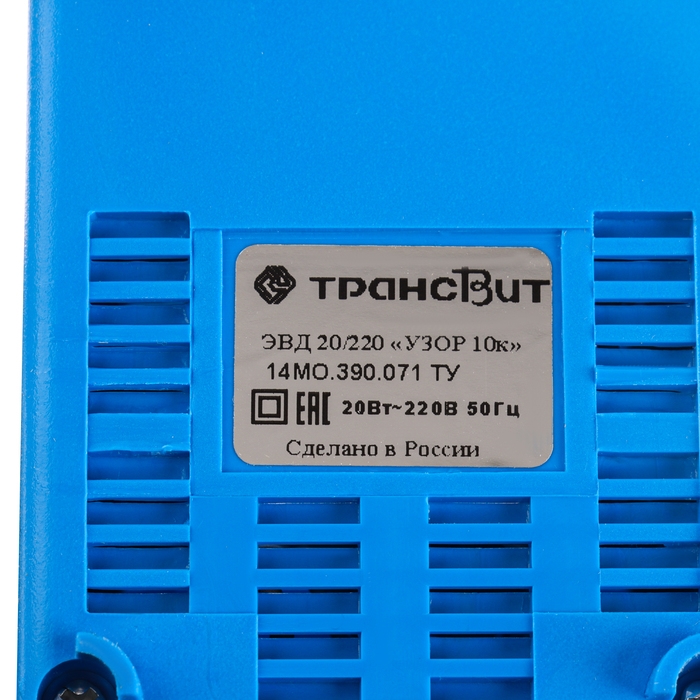 ТрансВит
ЭВД 20/220 «УЗОР 10к»
14МО.390.071 ТУ
ЕАС 20Вт~220В 50Гц
Сделано в России